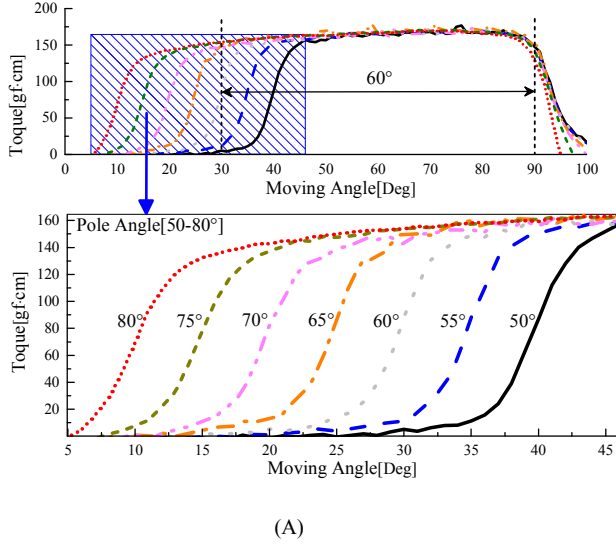 Toque[gf·cm]
200
150
100
50
0
60°
0 10 20 30 40 50 60 70 80 90 100
Moving Angle[Deg]
Pole Angle[50-80°]
Toque[gf·cm]
160
140
120
100
80
60
40
20
80° 75° 70° 65° 60° 55° 50°
5 10 15 20 25 30 35 40 45
Moving Angle[Deg]
(A)